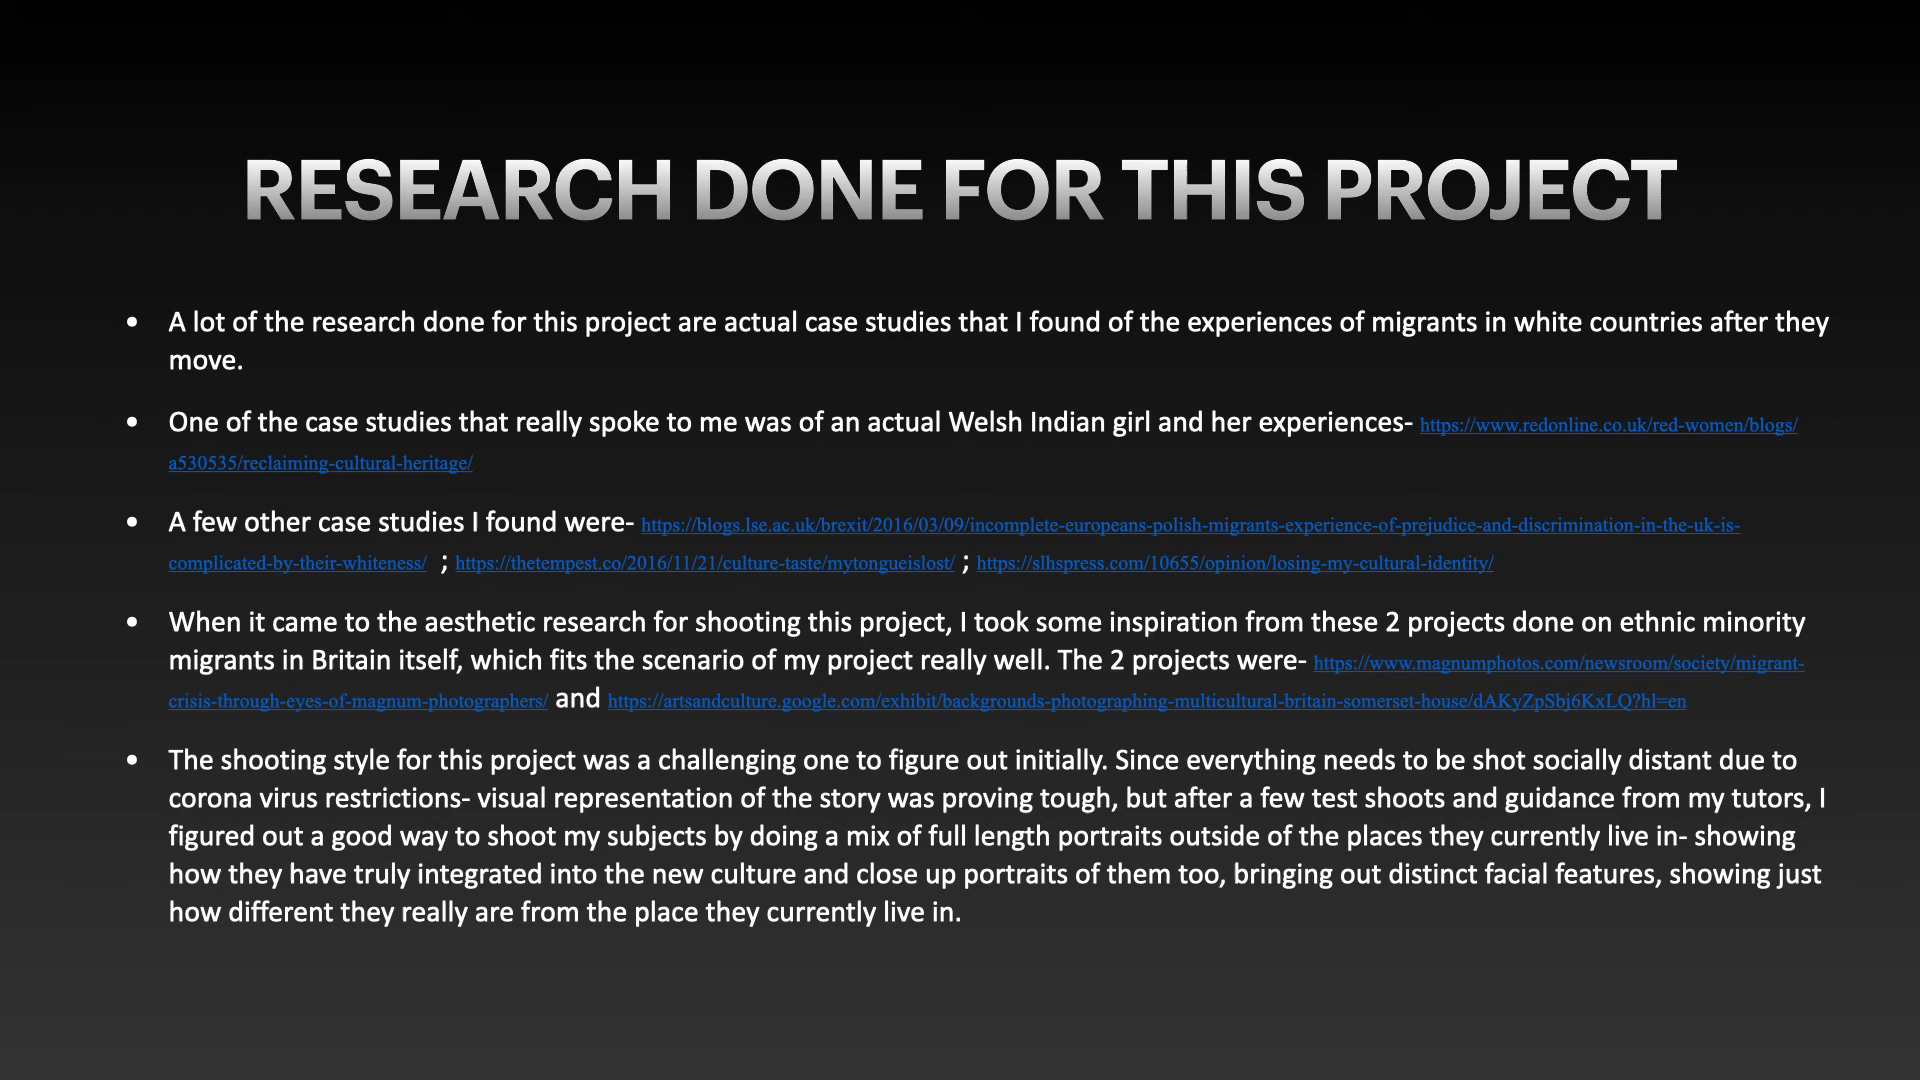 RESEARCH DONE FOR THIS PROJECT
• A lot of the research done for this project are actual case studies that I found of the experiences of migrants in white countries after they
move.
• One of the case studies that really spoke to me was of an actual Welsh Indian girl and her experiences- https://www.redonline.co.uk/red-women/blogs/
a530535/reclaiming-cultural-heritage/
• A few other case studies I found were- https://blogs.lse.ac.uk/brexit/2016/03/09/incomplete-europeans-polish-migrants-experience-of-prejudice-and-discrimination-in-the-uk-is-
complicated-by-their-whiteness/ ; https://thetempest.co/2016/11/21/culture-taste/mytongueislost/ ; https://slhspress.com/10655/opinion/losing-my-cultural-identity/
• When it came to the aesthetic research for shooting this project, I took some inspiration from these 2 projects done on ethnic minority
migrants in Britain itself, which fits the scenario of my project really well. The 2 projects were- https://www.magnumphotos.com/newsroom/society/migrant-
crisis-through-eyes-of-magnum-photographers/ and https://artsandculture.google.com/exhibit/backgrounds-photographing-multicultural-britain-somerset-house/dAKyZpSbj6KxLQ?hl=en
• The shooting style for this project was a challenging one to figure out initially. Since everything needs to be shot socially distant due to
corona virus restrictions- visual representation of the story was proving tough, but after a few test shoots and guidance from my tutors, I
figured out a good way to shoot my subjects by doing a mix of full length portraits outside of the places they currently live in- showing
how they have truly integrated into the new culture and close up portraits of them too, bringing out distinct facial features, showing just
how different they really are from the place they currently live in.